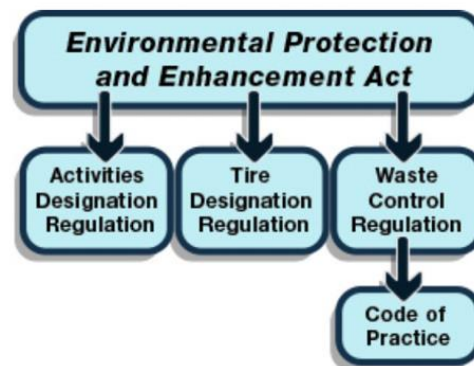 Environmental Protection
and Enhancement Act
Activities
Designation
Regulation
Tire
Designation
Regulation
Waste
Control
Regulation
Code of
Practice